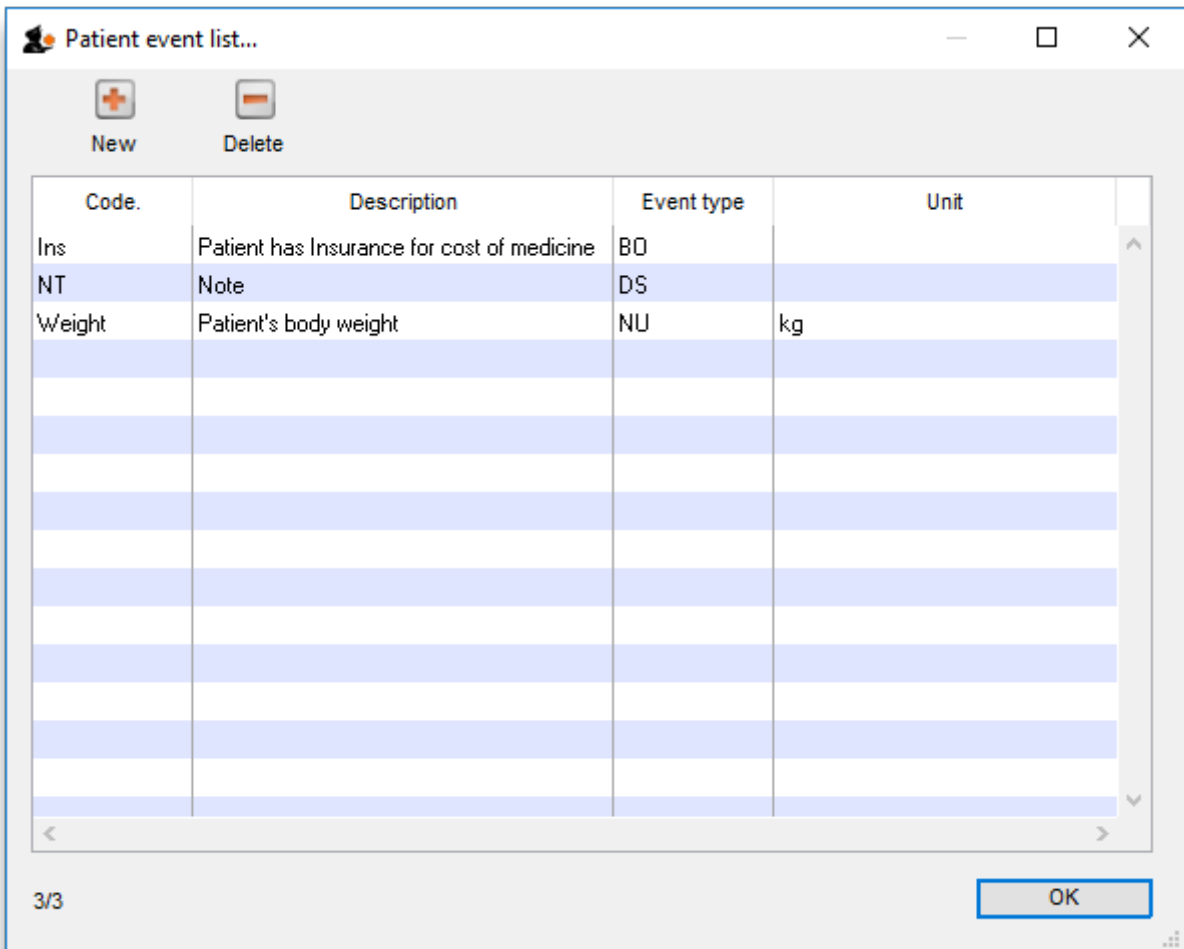 Patient event list...
New Delete
Code. Description Event type Unit
Ins Patient has Insurance for cost of medicine BO
NT Note DS
Weight Patient's body weight NU kg
3/3 OK